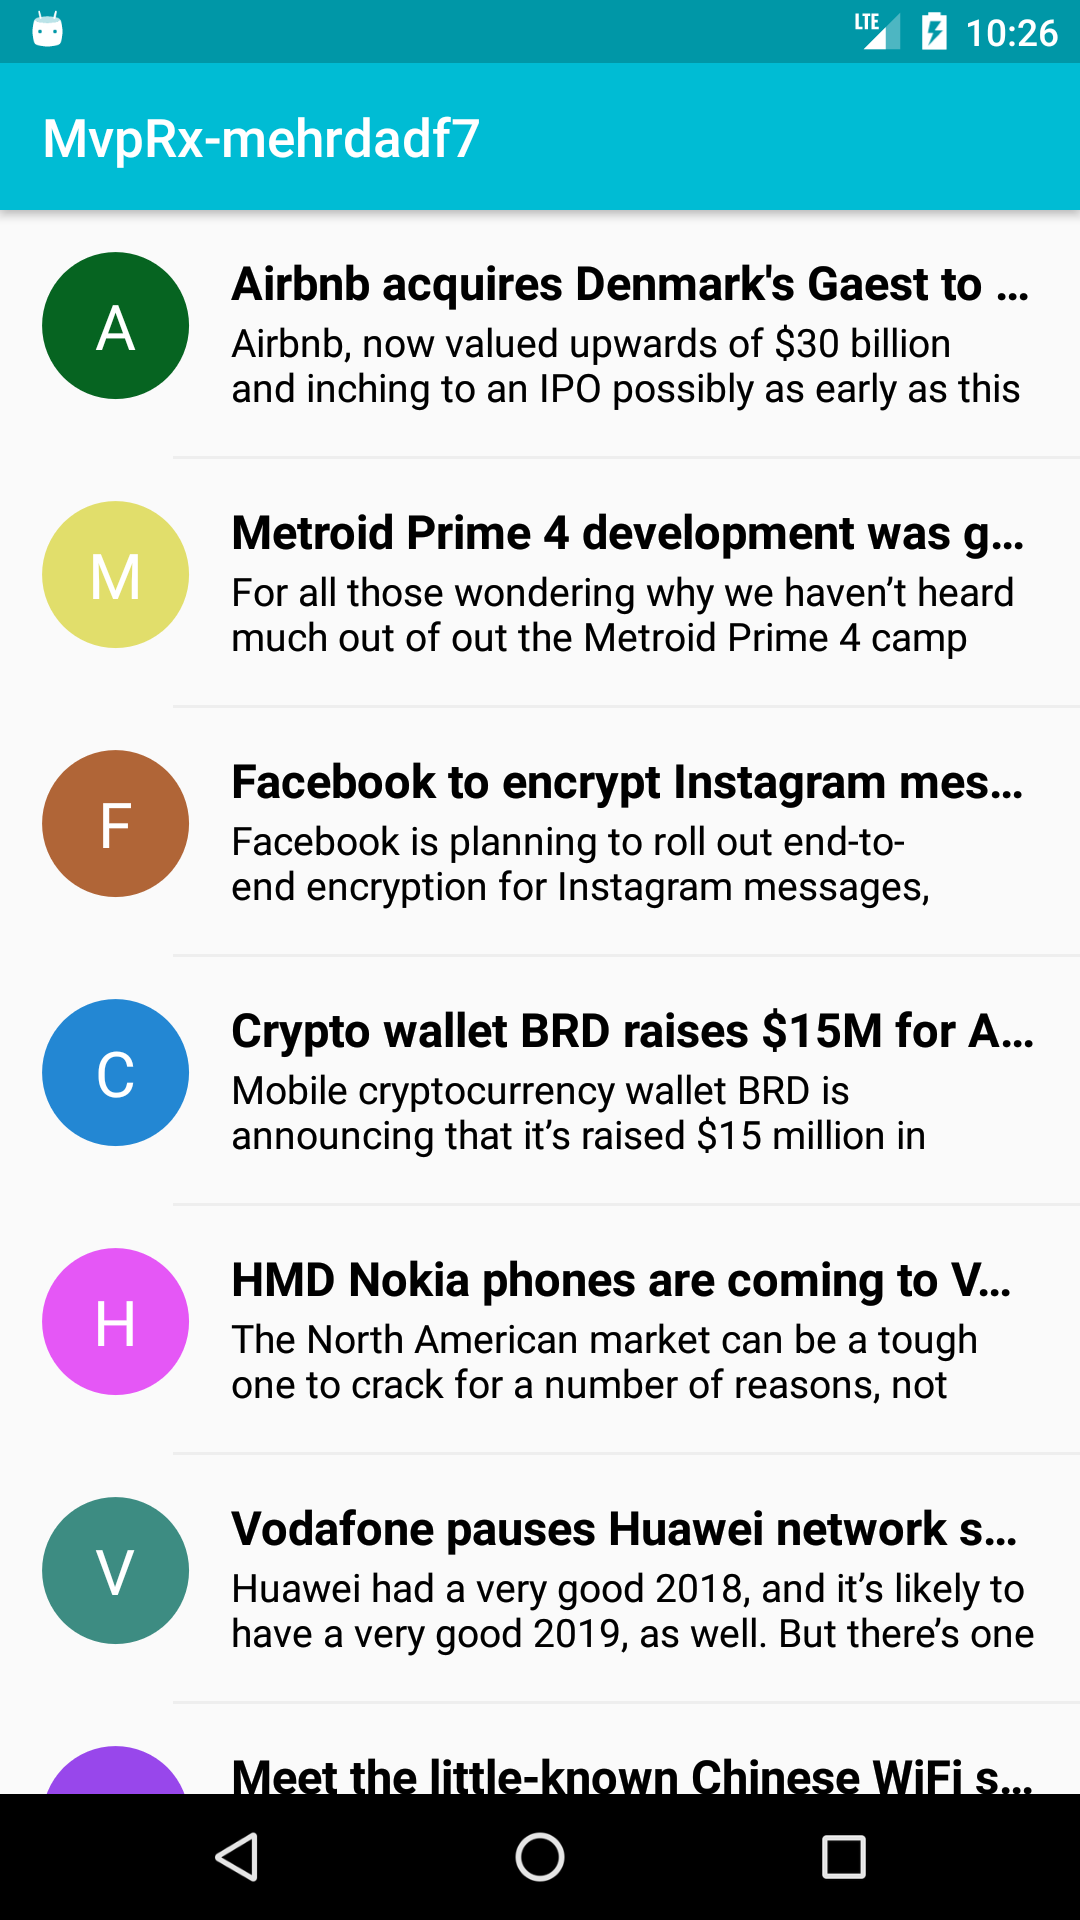 LTE 10:26
MvpRx-mehrdadf7
A
Airbnb acquires Denmark's Gaest to ...
Airbnb, now valued upwards of $30 billion
and inching to an IPO possibly as early as this
M
Metroid Prime 4 development was g...
For all those wondering why we haven’t heard
much out of out the Metroid Prime 4 camp
F
Facebook to encrypt Instagram mes...
Facebook is planning to roll out end-to-
end encryption for Instagram messages,
C
Crypto wallet BRD raises $15M for A...
Mobile cryptocurrency wallet BRD is
announcing that it’s raised $15 million in
H
HMD Nokia phones are coming to V...
The North American market can be a tough
one to crack for a number of reasons, not
V
Vodafone pauses Huawei network s...
Huawei had a very good 2018, and it’s likely to
have a very good 2019, as well. But there’s one
Meet the little-known Chinese WiFi s...